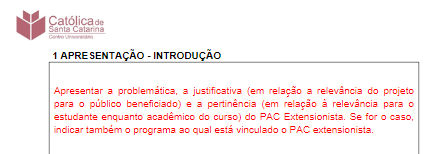 Católica de
Santa Catarina
Centro Universitário
1 APRESENTAÇÃO - INTRODUÇÃO
Apresentar a problemática, a justificativa (em relação a relevância do projeto
para o público beneficiado) e a pertinência (em relação à relevância para o
estudante enquanto acadêmico do curso) do PAC Extensionista. Se for o caso,
indicar também o programa ao qual está vinculado o PAC extensionista.